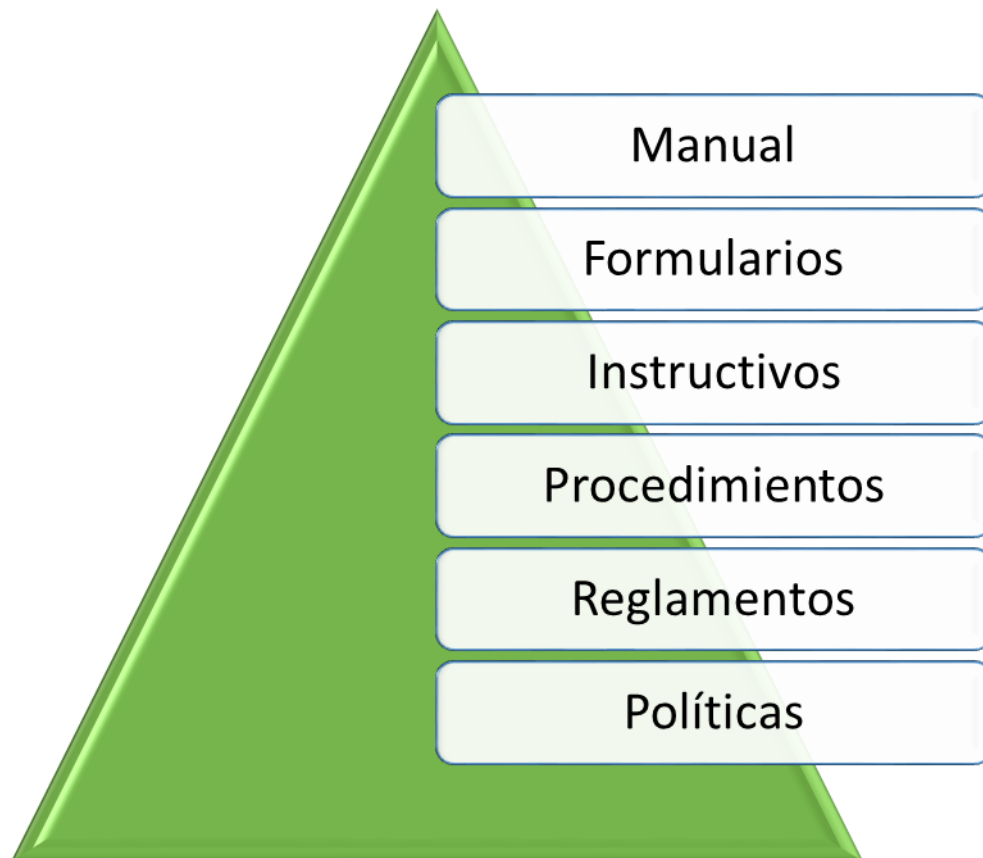 Manual
Formularios
Instructivos
Procedimientos
Reglamentos
Políticas